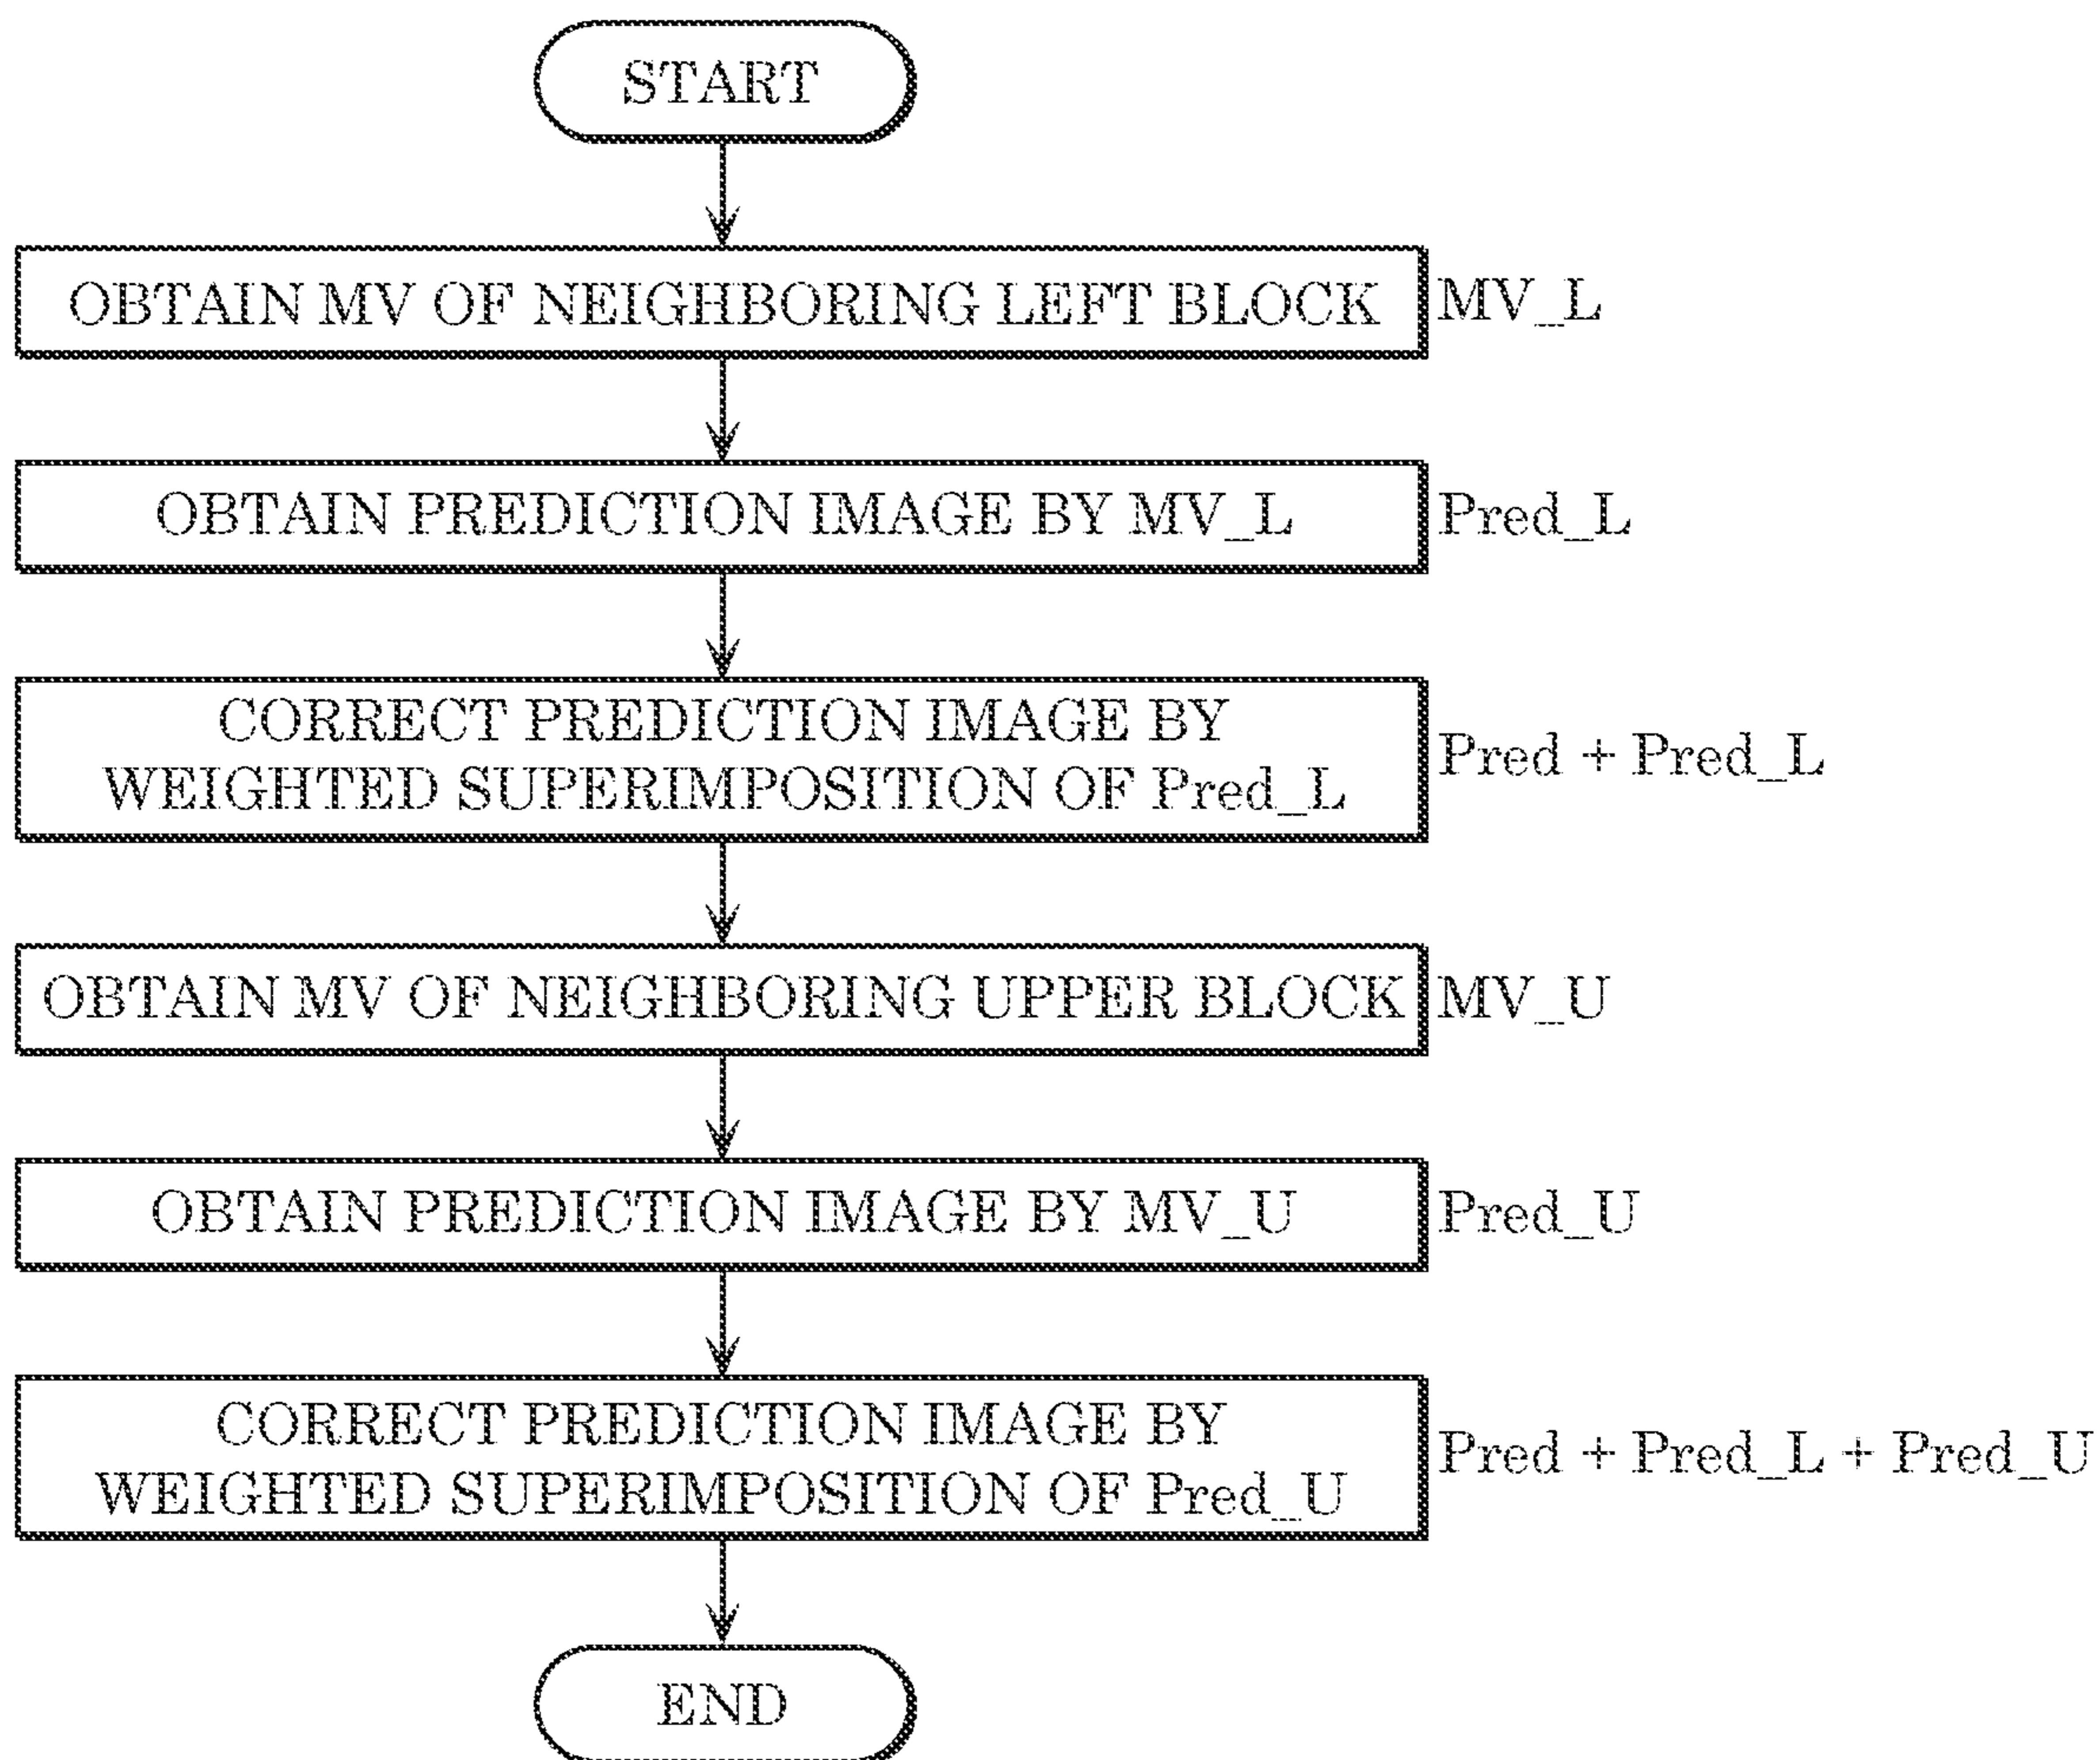 START
OBTAIN MV OF NEIGHBORING LEFT BLOCK
MV_L
OBTAIN PREDICTION IMAGE BY MV_L
Pred_L
CORRECT PREDICTION IMAGE BY
WEIGHTED SUPERIMPOSITION OF Pred_L
Pred + Pred_L
OBTAIN MV OF NEIGHBORING UPPER BLOCK
MV_U
OBTAIN PREDICTION IMAGE BY MV_U
Pred_U
CORRECT PREDICTION IMAGE BY
WEIGHTED SUPERIMPOSITION OF Pred_U
Pred + Pred_L + Pred_U
END